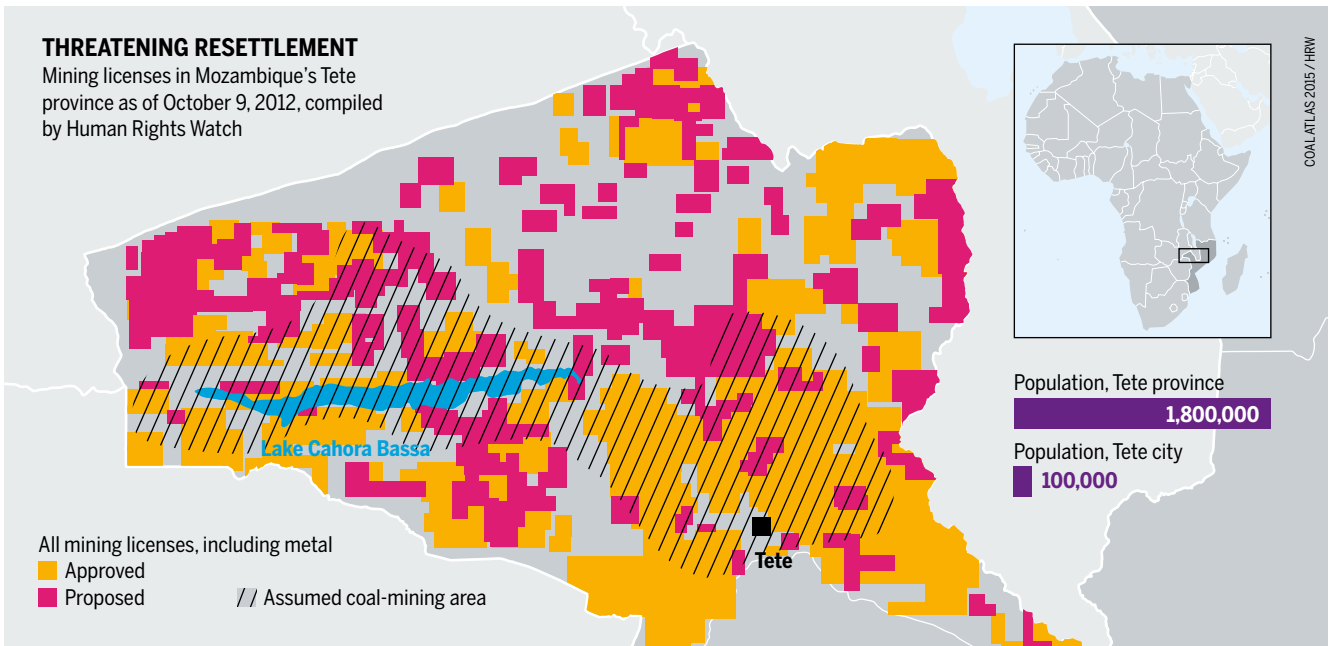 THREATENING RESETTLEMENT
Mining licenses in Mozambique's Tete
province as of October 9, 2012, compiled
by Human Rights Watch
COALATLAS 2015 / HRW
Population, Tete province
1,800,000
Population, Tete city
100,000
Lake Cahora Bassa
Tete
All mining licenses, including metal
Approved
Proposed
Assumed coal-mining area